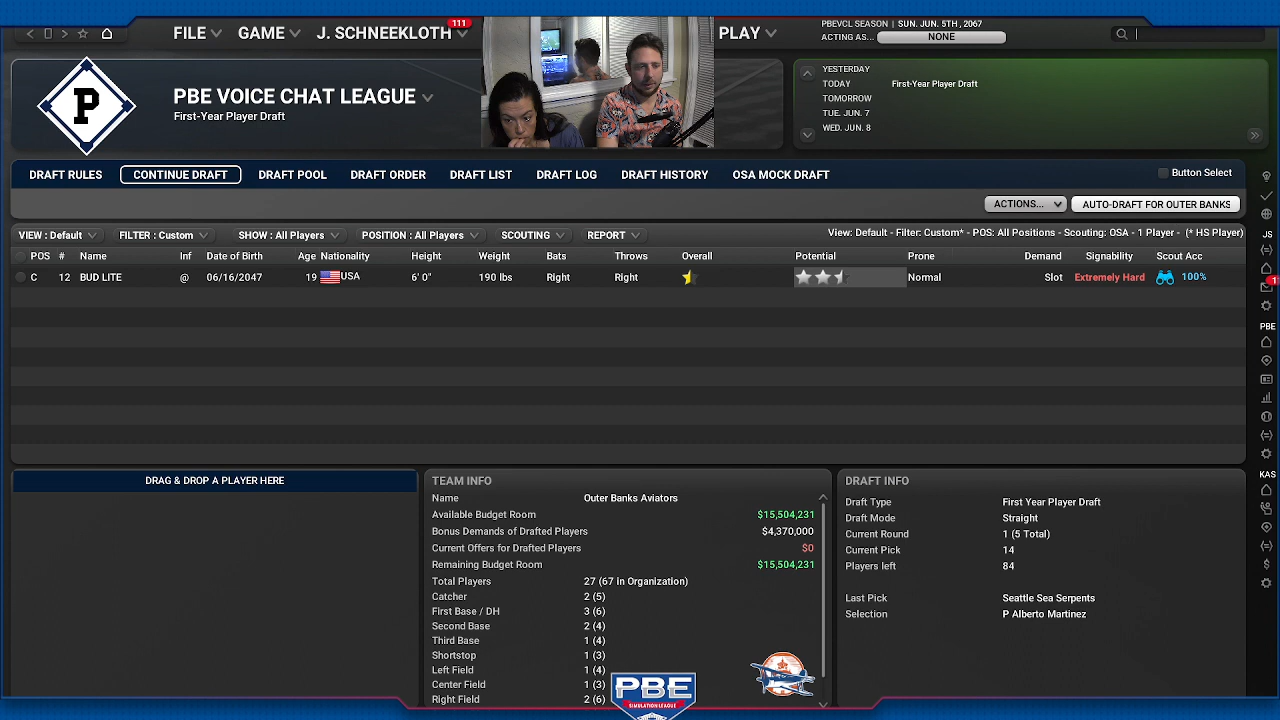 FILE GAME J. SCHNEEKLOTH 111 PLAY
PBEVCL SEASON | SUN. JUN. 5TH , 2067
ACTING AS... NONE
P
PBE VOICE CHAT LEAGUE
First-Year Player Draft
YESTERDAY
TODAY First-Year Player Draft
TOMORROW
TUE. JUN. 7
WED. JUN. 8
DRAFT RULES CONTINUE DRAFT DRAFT POOL DRAFT ORDER DRAFT LIST DRAFT LOG DRAFT HISTORY OSA MOCK DRAFT Button Select
ACTIONS... AUTO-DRAFT FOR OUTER BANKS
VIEW : Default FILTER : Custom SHOW : All Players POSITION : All Players SCOUTING REPORT View: Default - Filter: Custom* - POS: All Positions - Scouting: OSA - 1 Player - (* HS Player)
POS # Name Inf Date of Birth Age Nationality Height Weight Bats Throws Overall Potential Prone Demand Signability Scout Acc
C 12 BUD LITE @ 06/16/2047 19 USA 6' 0" 190 lbs Right Right Normal Slot Extremely Hard 100%
DRAG & DROP A PLAYER HERE
TEAM INFO
Name Outer Banks Aviators
Available Budget Room $15,504,231
Bonus Demands of Drafted Players $4,370,000
Current Offers for Drafted Players $0
Remaining Budget Room $15,504,231
Total Players 27 (67 in Organization)
Catcher 2 (5)
First Base / DH 3 (6)
Second Base 2 (4)
Third Base 1 (4)
Shortstop 1 (3)
Left Field 1 (4)
Center Field 1 (3)
Right Field 2 (6)
DRAFT INFO
Draft Type First Year Player Draft
Draft Mode Straight
Current Round 1 (5 Total)
Current Pick 14
Players left 84
Last Pick Seattle Sea Serpents
Selection P Alberto Martinez
JS
PBE
KAS
PBE
SIMULATION LEAGUE